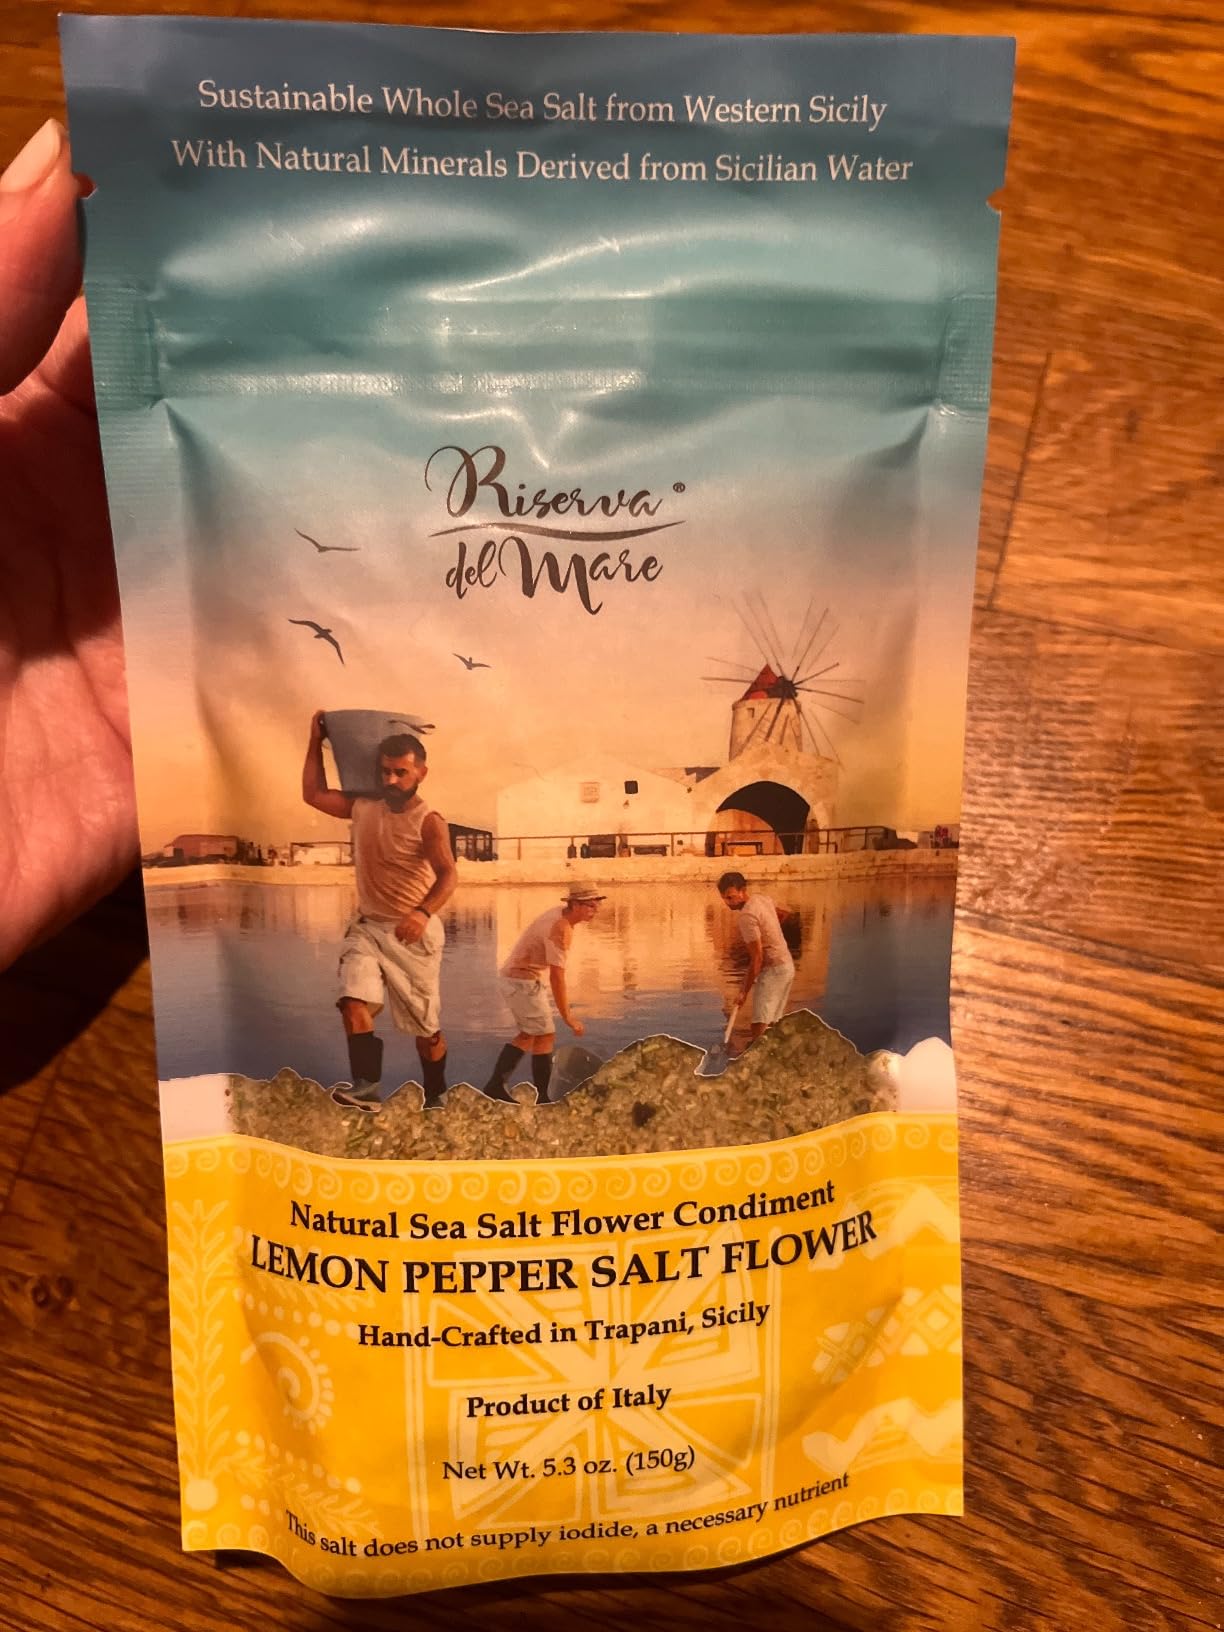 Sustainable Whole Sea Salt from Western Sicily
With Natural Minerals Derived from Sicilian Water
Riserva ®
del Mare
Natural Sea Salt Flower Condiment
LEMON PEPPER SALT FLOWER
Hand-Crafted in Trapani, Sicily
Product of Italy
Net Wt. 5.3 oz. (150g)
This salt does not supply iodide, a necessary nutrient